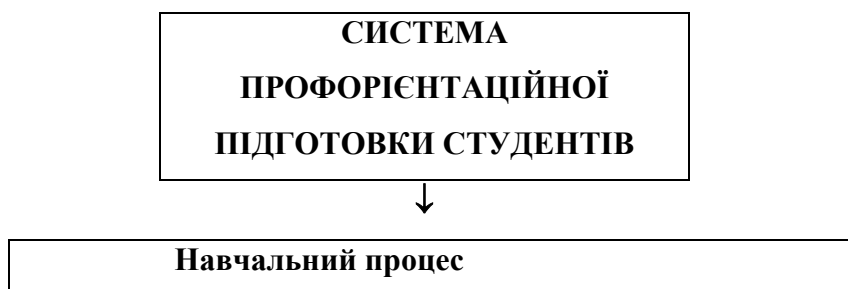 СИСТЕМА
ПРОФОРІЄНТАЦІЙНОЇ
ПІДГОТОВКИ СТУДЕНТІВ
↓
Навчальний процес